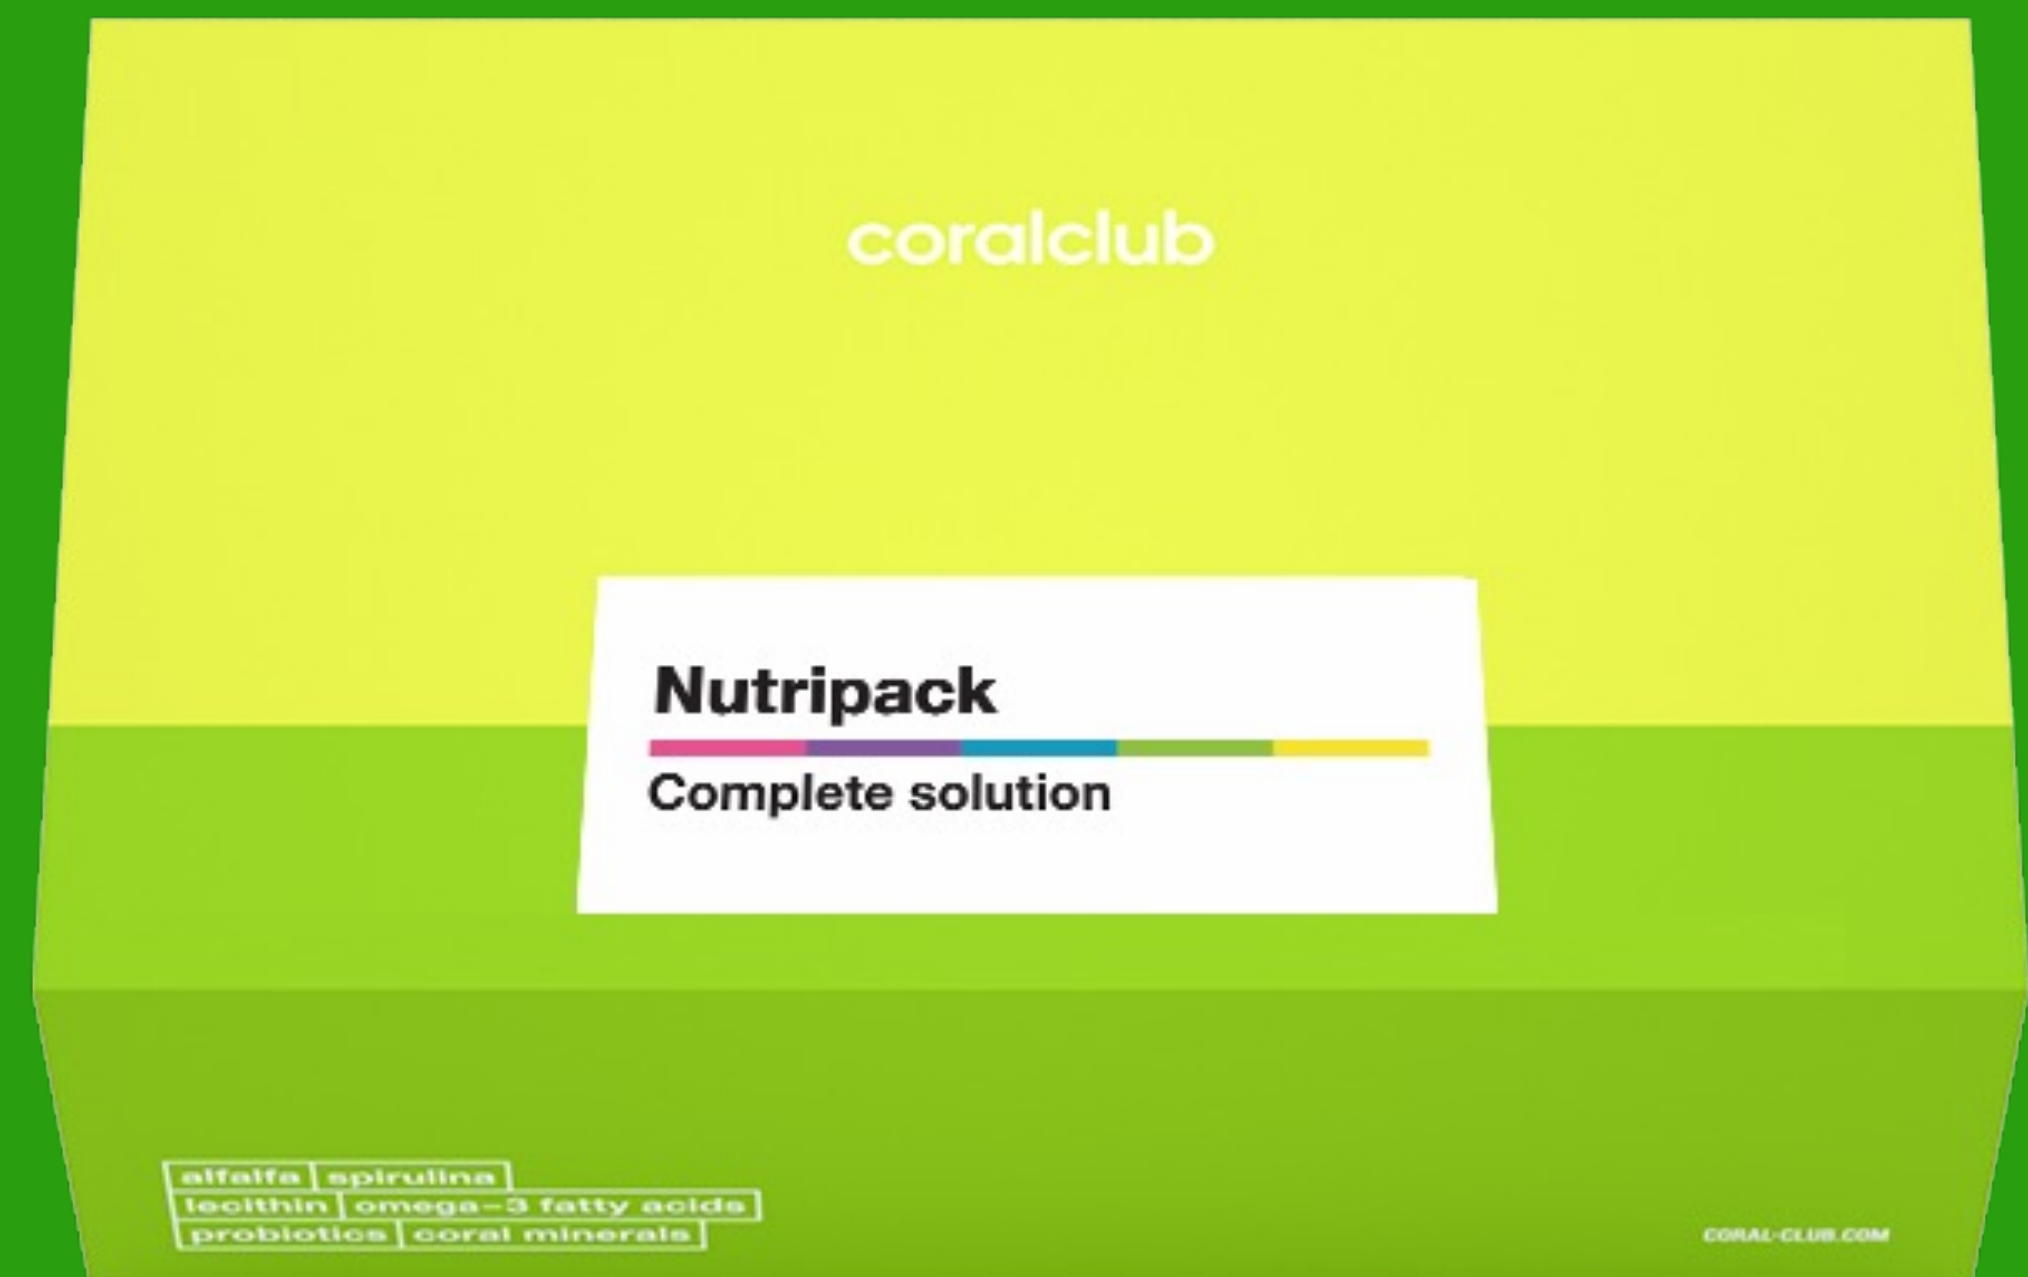 coralclub
Nutripack
Complete solution
alfalfa spirulina
lecithin omega-3 fatty acids
probiotics coral minerals
CORAL-CLUB.COM